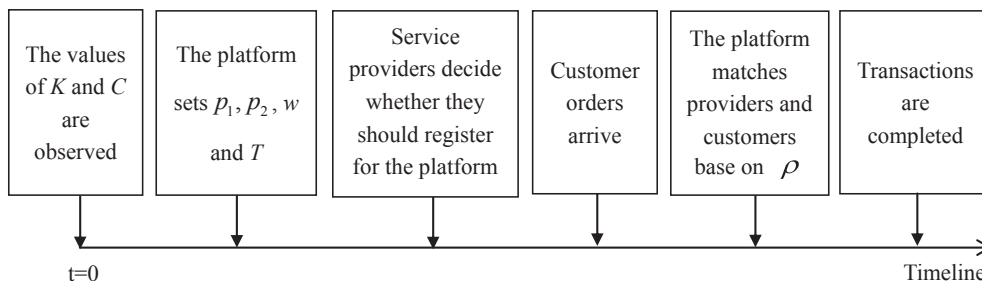 The values
of K and C
are
observed
The platform
sets p₁, p₂, w
and T
Service
providers decide
whether they
should register
for the platform
Customer
orders
arrive
The platform
matches
providers and
customers
base on ρ
Transactions
are
completed
t=0
Timeline